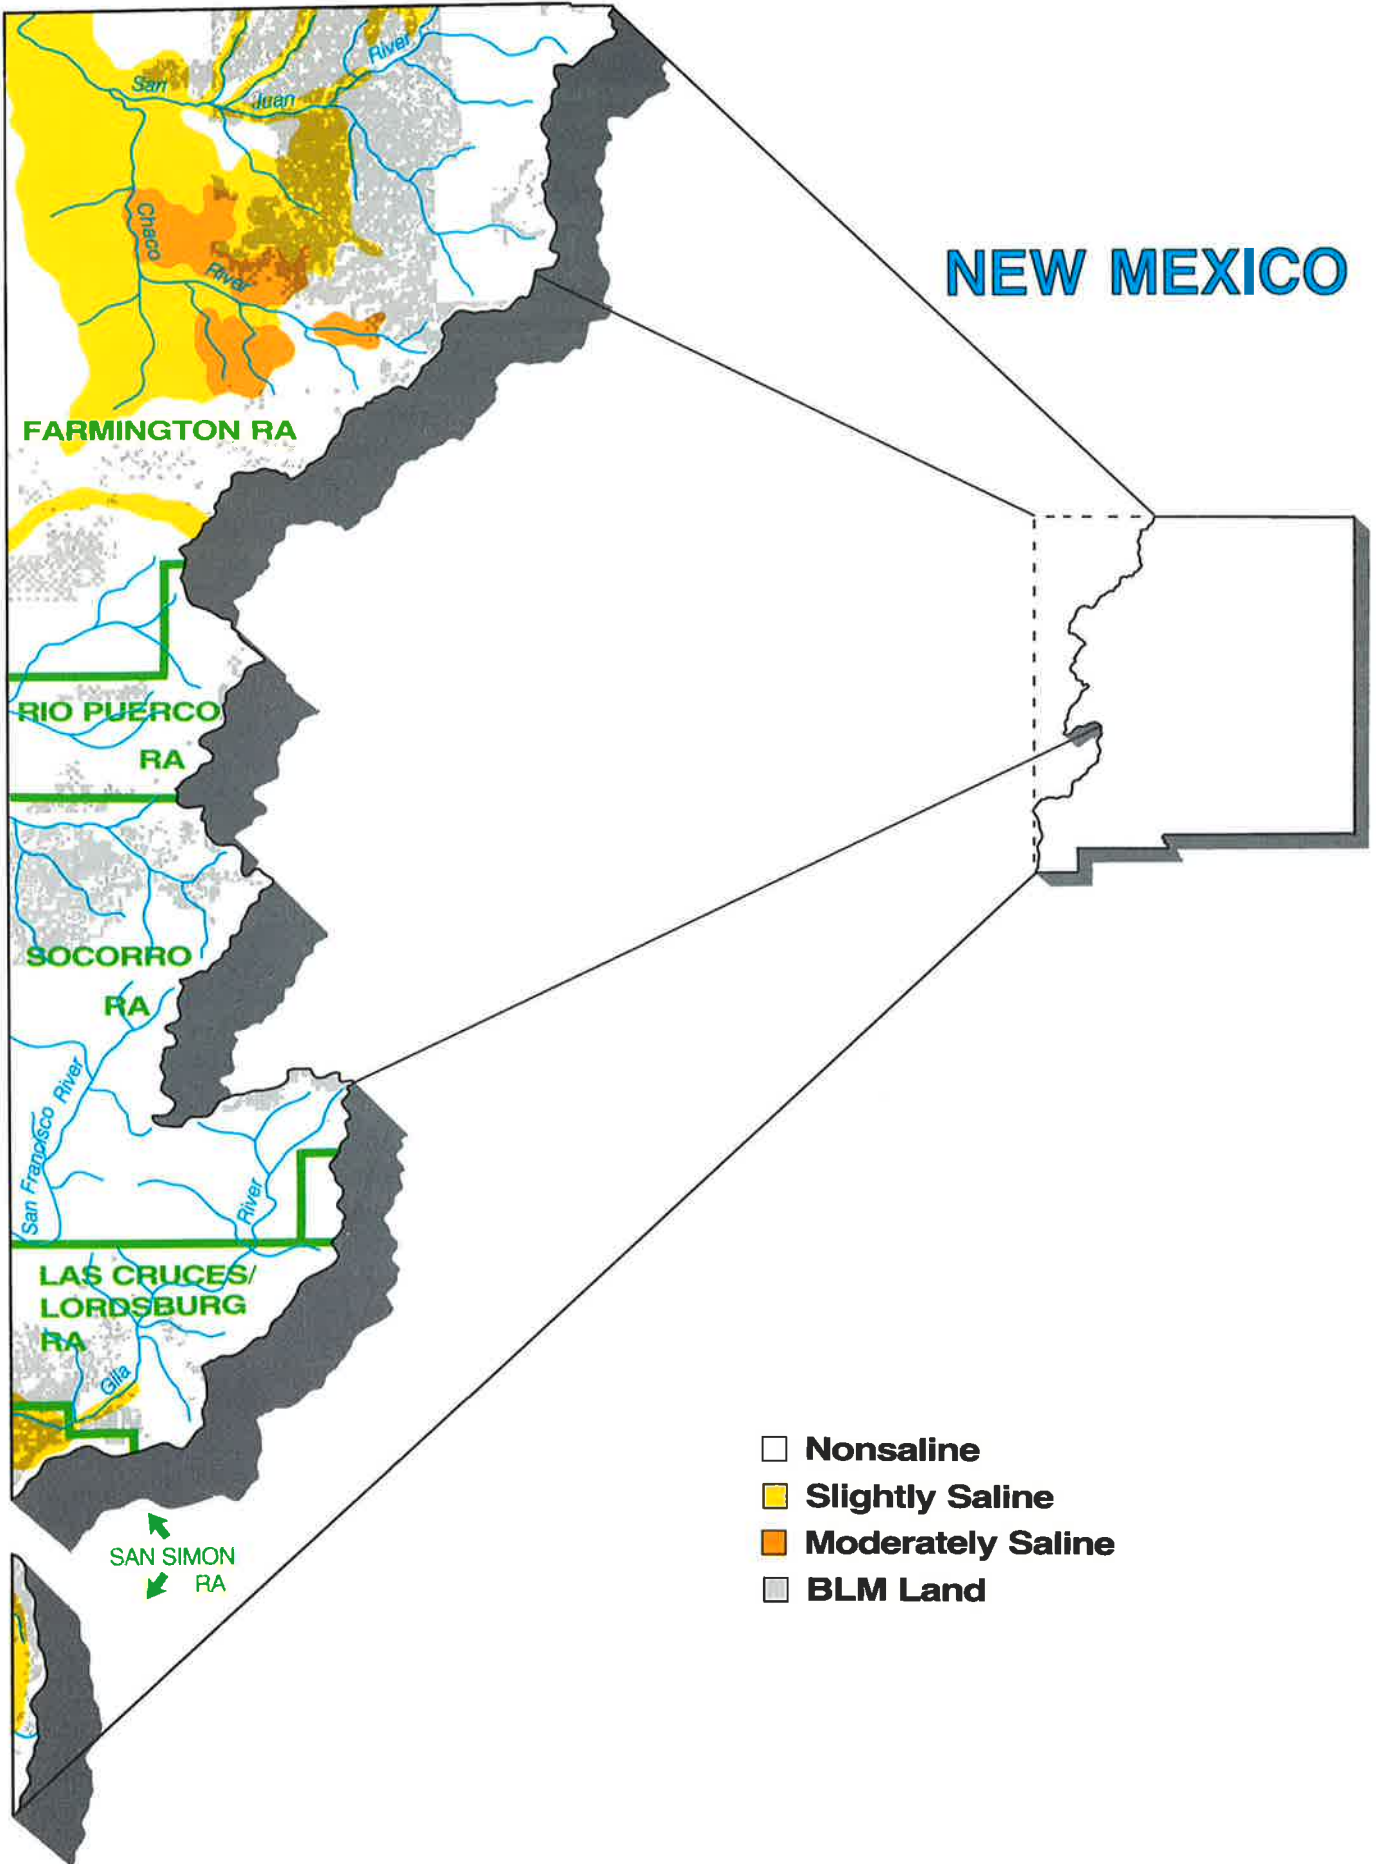 San
Juan
River
Chaco
River
NEW MEXICO
FARMINGTON RA
RIO PUERCO
RA
SOCORRO
RA
San Francisco River
River
LAS CRUCES/
LORDSBURG
RA
Gila
SAN SIMON
RA
Nonsaline
Slightly Saline
Moderately Saline
BLM Land